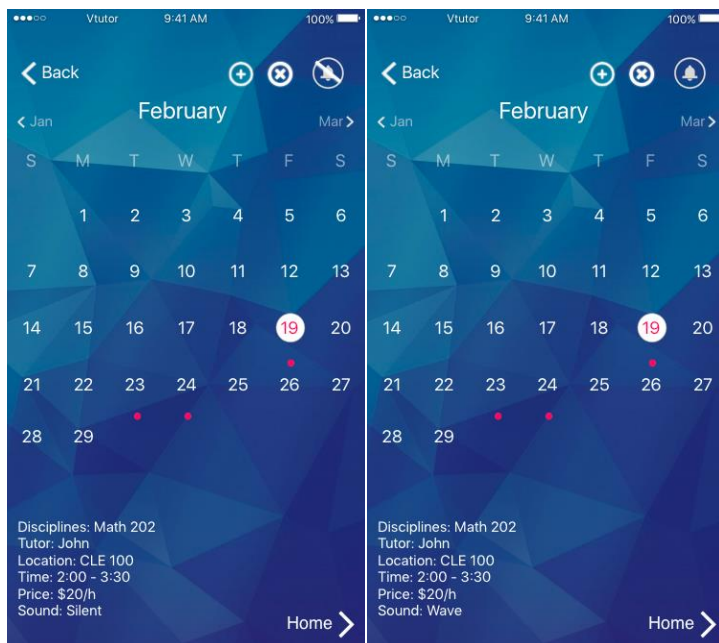 Vtutor 9:41 AM 100%
Back
February
Jan Mar
S M T W T F S
1 2 3 4 5 6
7 8 9 10 11 12 13
14 15 16 17 18 19 20
21 22 23 24 25 26 27
28 29
Disciplines: Math 202
Tutor: John
Location: CLE 100
Time: 2:00 - 3:30
Price: $20/h
Sound: Silent
Home
Vtutor 9:41 AM 100%
Back
February
Jan Mar
S M T W T F S
1 2 3 4 5 6
7 8 9 10 11 12 13
14 15 16 17 18 19 20
21 22 23 24 25 26 27
28 29
Disciplines: Math 202
Tutor: John
Location: CLE 100
Time: 2:00 - 3:30
Price: $20/h
Sound: Wave
Home